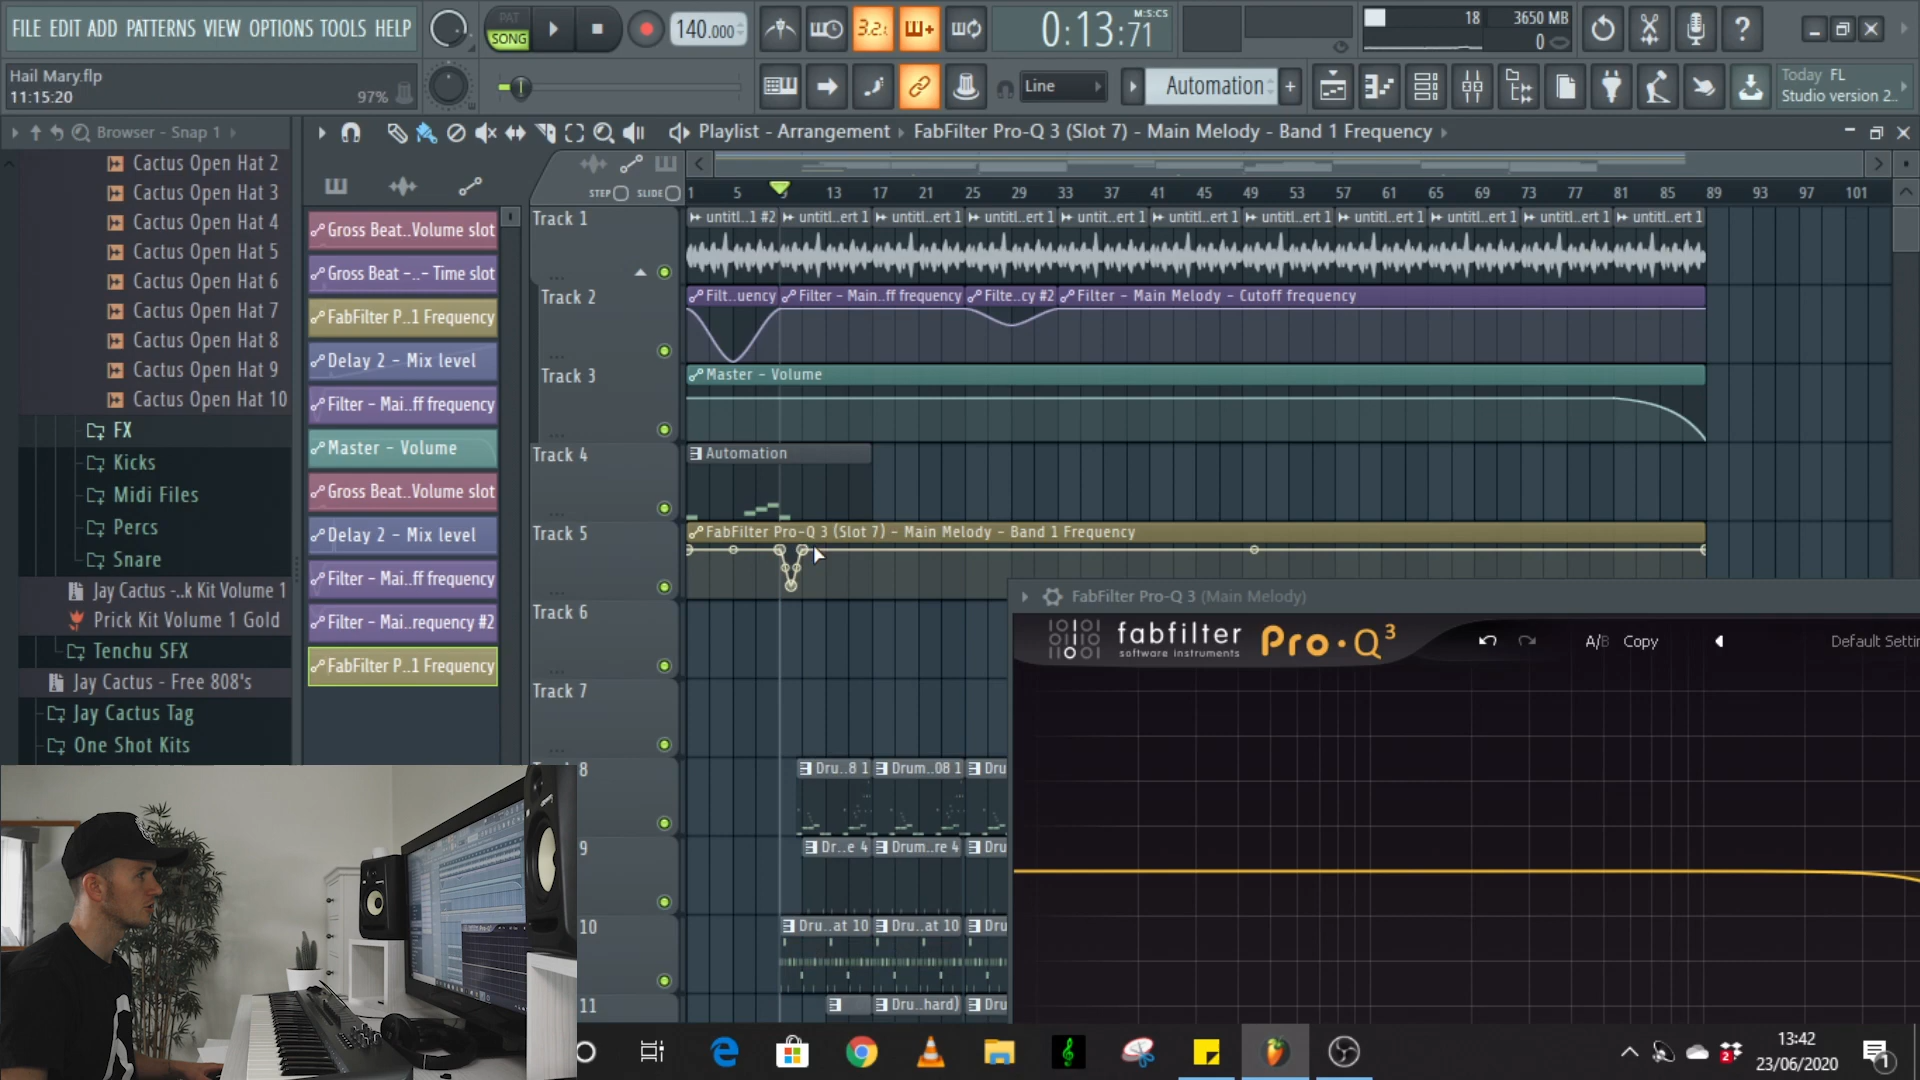 FILE EDIT ADD PATTERNS VIEW OPTIONS TOOLS HELP
PAT
SONG
140.000
3.2.1
0:13:71
M:S:CS
18
3650 MB
0
Hail Mary.flp
11:15:20
97%
Line
Automation
Today FL
Studio version 2..
Browser - Snap 1
Playlist - Arrangement
FabFilter Pro-Q 3 (Slot 7) - Main Melody - Band 1 Frequency
Cactus Open Hat 2
Cactus Open Hat 3
Cactus Open Hat 4
Cactus Open Hat 5
Cactus Open Hat 6
Cactus Open Hat 7
Cactus Open Hat 8
Cactus Open Hat 9
Cactus Open Hat 10
FX
Kicks
Midi Files
Percs
Snare
Jay Cactus -..k Kit Volume 1
Prick Kit Volume 1 Gold
Tenchu SFX
Jay Cactus - Free 808's
Jay Cactus Tag
One Shot Kits
Gross Beat..Volume slot
Gross Beat -..- Time slot
FabFilter P..1 Frequency
Delay 2 - Mix level
Filter - Mai..ff frequency
Master - Volume
Gross Beat..Volume slot
Delay 2 - Mix level
Filter - Mai..ff frequency
Filter - Mai..requency #2
FabFilter P..1 Frequency
STEP SLIDE
1 5 9 13 17 21 25 29 33 37 41 45 49 53 57 61 65 69 73 77 81 85 89 93 97 101
Track 1
untitl..1 #2 untitl..ert 1 untitl..ert 1 untitl..ert 1 untit..ert 1 untitl..ert 1 untitl..ert 1 untitl..ert 1 untitl..ert 1 untitl..ert 1 untitl..ert 1
Track 2
Filt..uency Filter - Main..ff frequency Filte..cy #2 Filter - Main Melody - Cutoff frequency
Track 3
Master - Volume
Track 4
Automation
Track 5
FabFilter Pro-Q 3 (Slot 7) - Main Melody - Band 1 Frequency
Track 6
Track 7
8
Dru..8 1 Drum..08 1 Dru
9
Dr..e 4 Drum..re 4 Dru
10
Dru..at 10 Dru..at 10 Dru
11
Dru..hard) Dru
FabFilter Pro-Q 3 (Main Melody)
fabfilter
software instruments
Pro·Q3
A/B Copy
Default Setti
13:42
23/06/2020
2
1